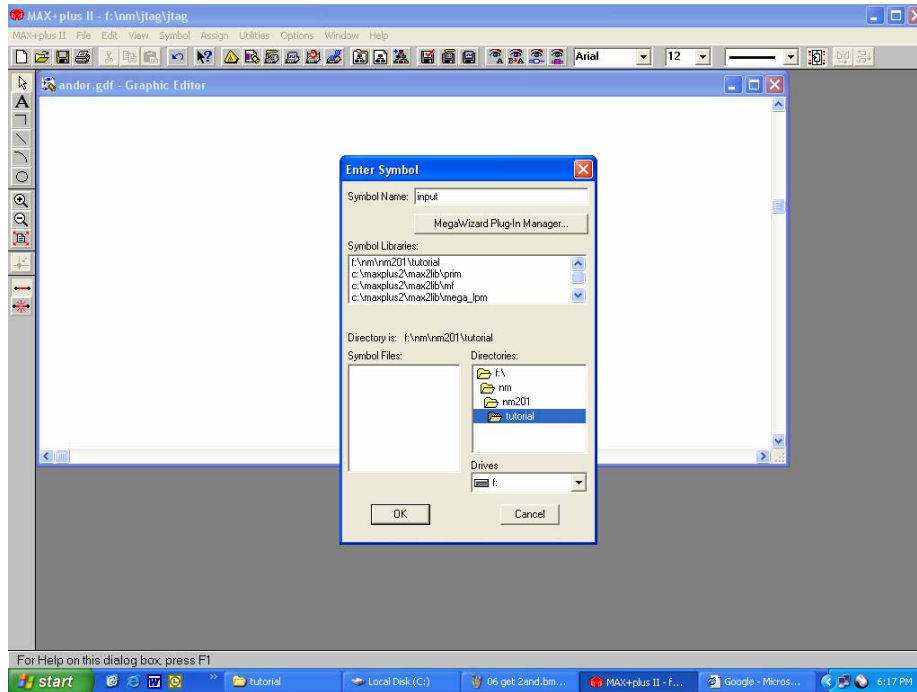 MAX+plus II - f:\nm\jtag\jtag
MAX+plus II File Edit View Symbol Assign Utilities Options Window Help
Arial 12
andor.gdf - Graphic Editor
A
Enter Symbol
Symbol Name: input
MegaWizard Plug-In Manager...
Symbol Libraries:
f:\nm\nm201\tutorial
c:\maxplus2\max2lib\prim
c:\maxplus2\max2lib\mf
c:\maxplus2\max2lib\mega_lpm
Directory is: f:\nm\nm201\tutorial
Symbol Files: Directories:
f:\
nm
nm201
tutorial
Drives
f:
OK Cancel
For Help on this dialog box, press F1
start tutorial Local Disk (C:) 06 get 2and.bm... MAX+plus II - f... Google - Micros... 6:17 PM